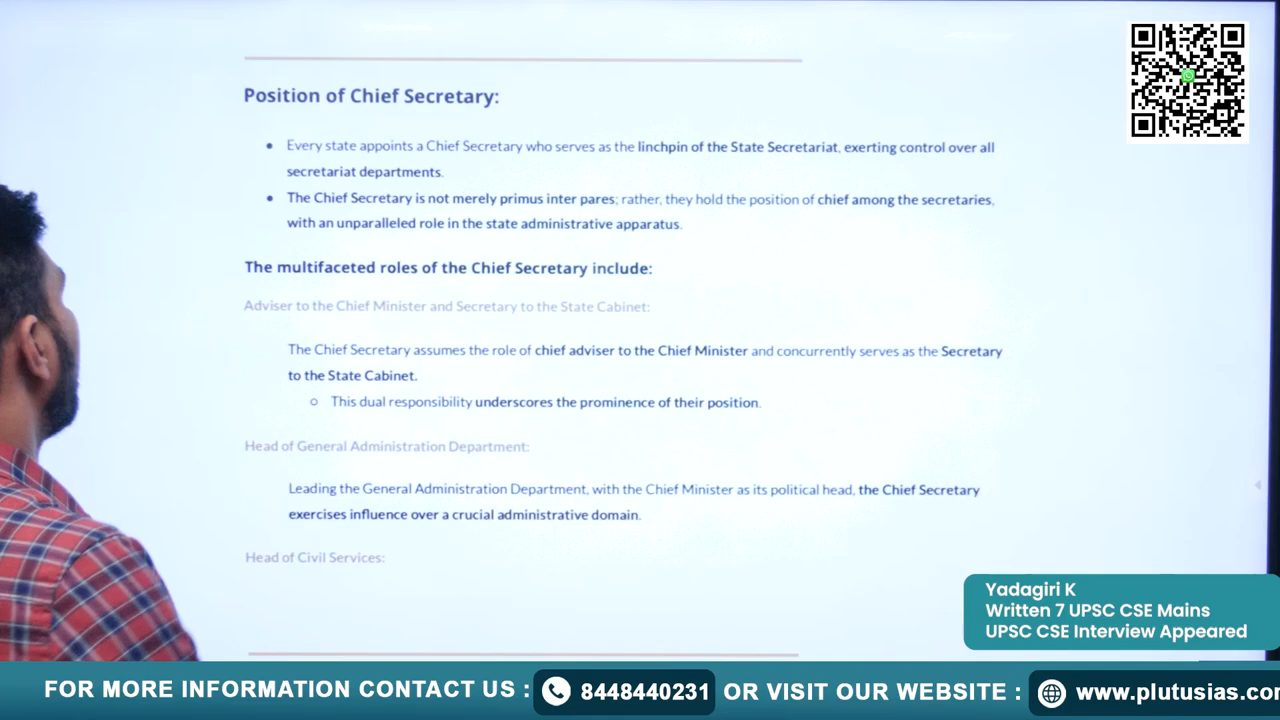 Position of Chief Secretary:
Every state appoints a Chief Secretary who serves as the linchpin of the State Secretariat, exerting control over all
secretariat departments.
The Chief Secretary is not merely primus inter pares; rather, they hold the position of chief among the secretaries,
with an unparalleled role in the state administrative apparatus.
The multifaceted roles of the Chief Secretary include:
Adviser to the Chief Minister and Secretary to the State Cabinet:
The Chief Secretary assumes the role of chief adviser to the Chief Minister and concurrently serves as the Secretary
to the State Cabinet.
This dual responsibility underscores the prominence of their position.
Head of General Administration Department:
Leading the General Administration Department, with the Chief Minister as its political head, the Chief Secretary
exercises influence over a crucial administrative domain.
Head of Civil Services:
Yadagiri K
Written 7 UPSC CSE Mains
UPSC CSE Interview Appeared
FOR MORE INFORMATION CONTACT US : 8448440231 OR VISIT OUR WEBSITE : www.plutusias.co